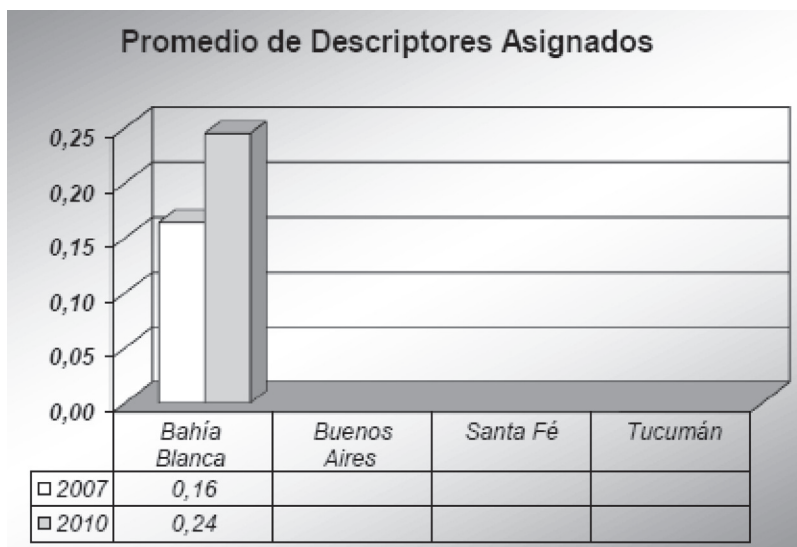 Promedio de Descriptores Asignados
0,25
0,20
0,15
0,10
0,05
0,00
Bahía
Blanca
Buenos
Aires
Santa Fé
Tucumán
2007 0,16
2010 0,24